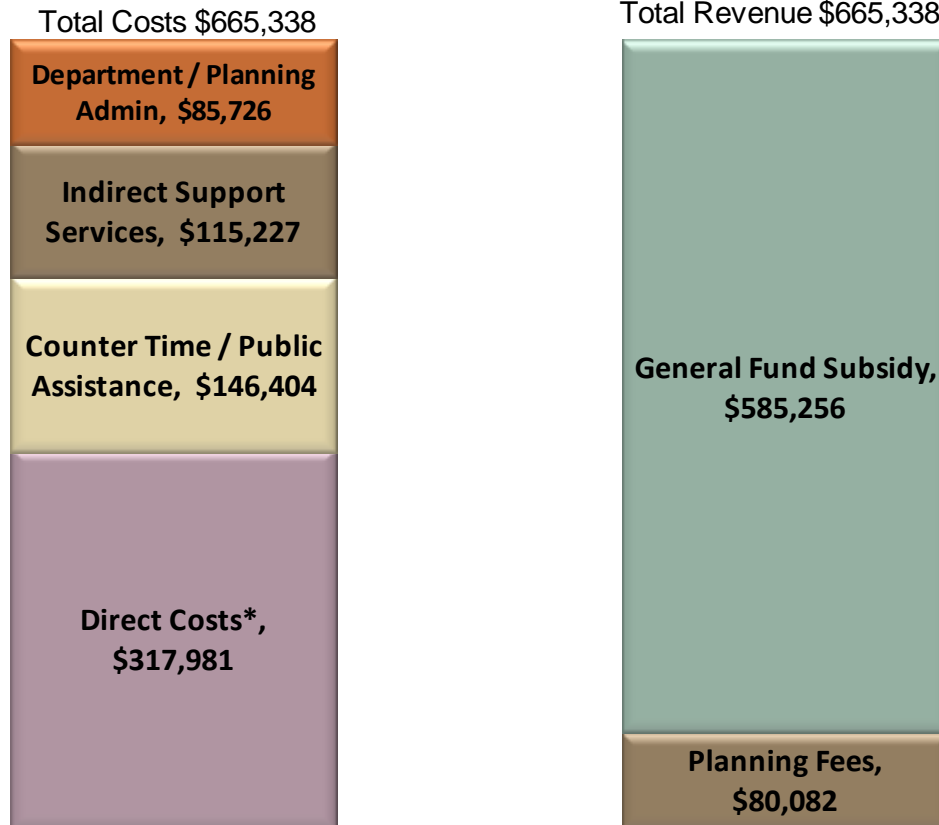 Total Costs $665,338
Department / Planning
Admin, $85,726
Indirect Support
Services, $115,227
Counter Time / Public
Assistance, $146,404
Direct Costs*,
$317,981
Total Revenue $665,338
General Fund Subsidy,
$585,256
Planning Fees,
$80,082